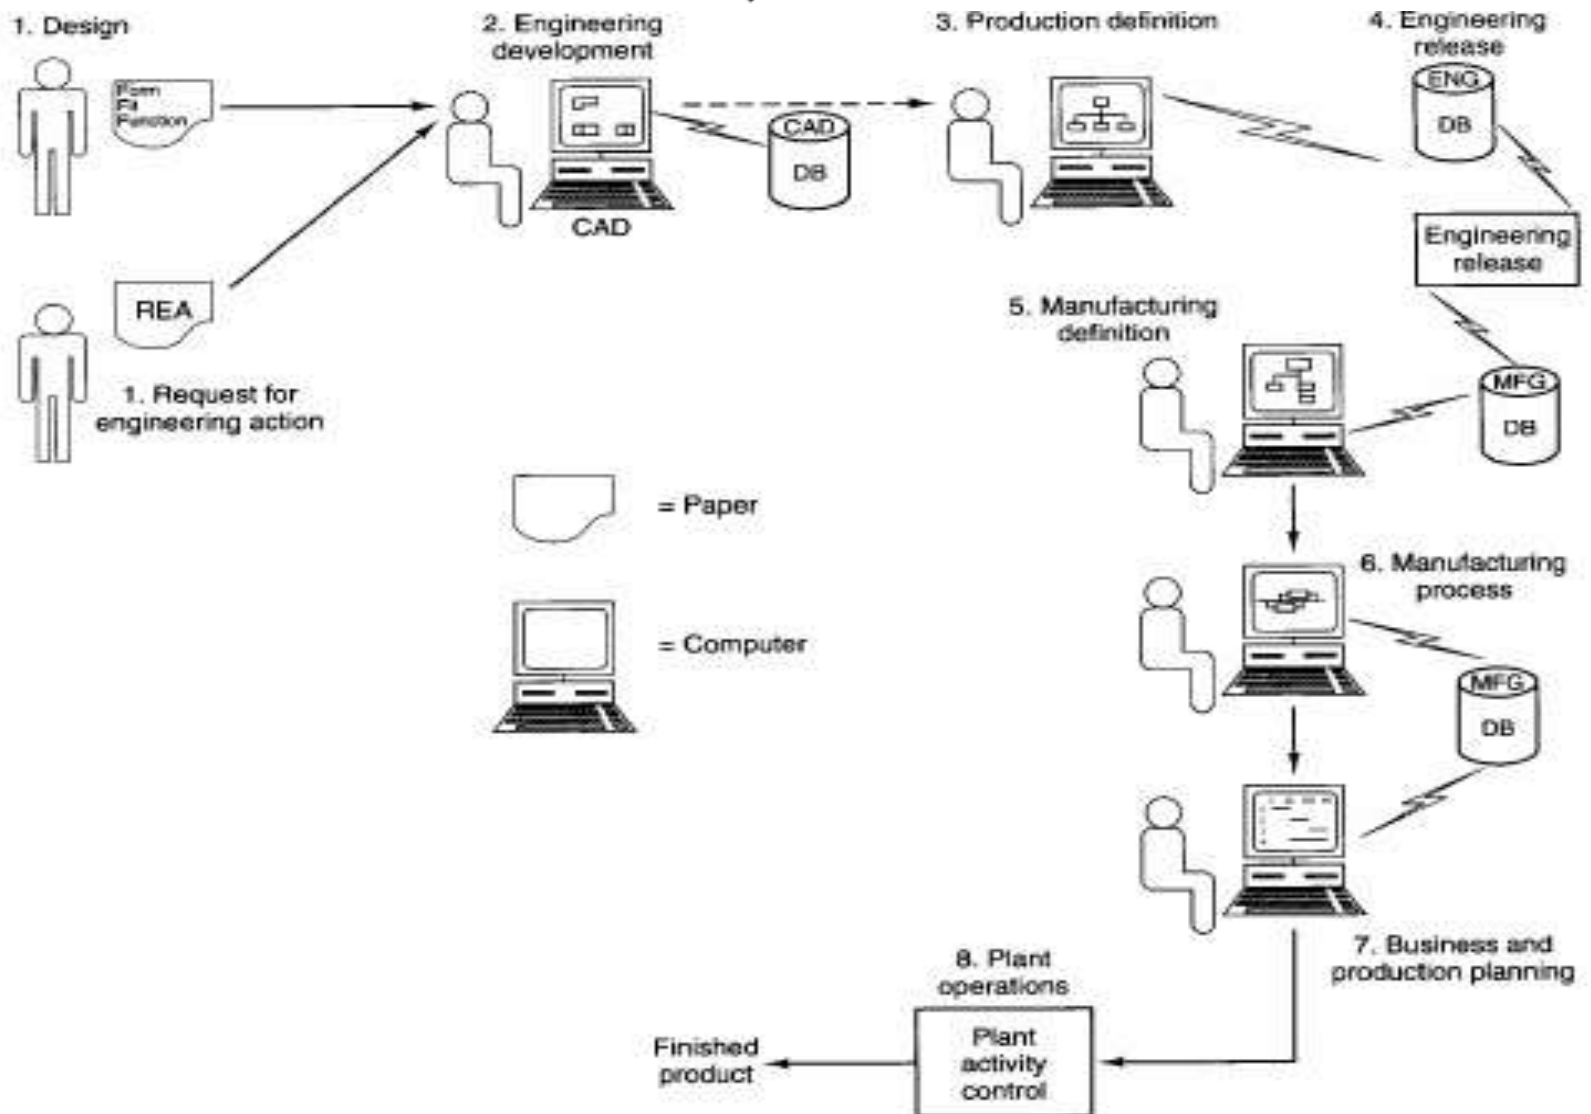 1. Design
2. Engineering
development
3. Production definition
4. Engineering
release
Form
Fit
Function
CAD
DB
CAD
ENG
DB
Engineering
release
REA
1. Request for
engineering action
5. Manufacturing
definition
MFG
DB
= Paper
6. Manufacturing
process
= Computer
MFG
DB
7. Business and
production planning
8. Plant
operations
Plant
activity
control
Finished
product